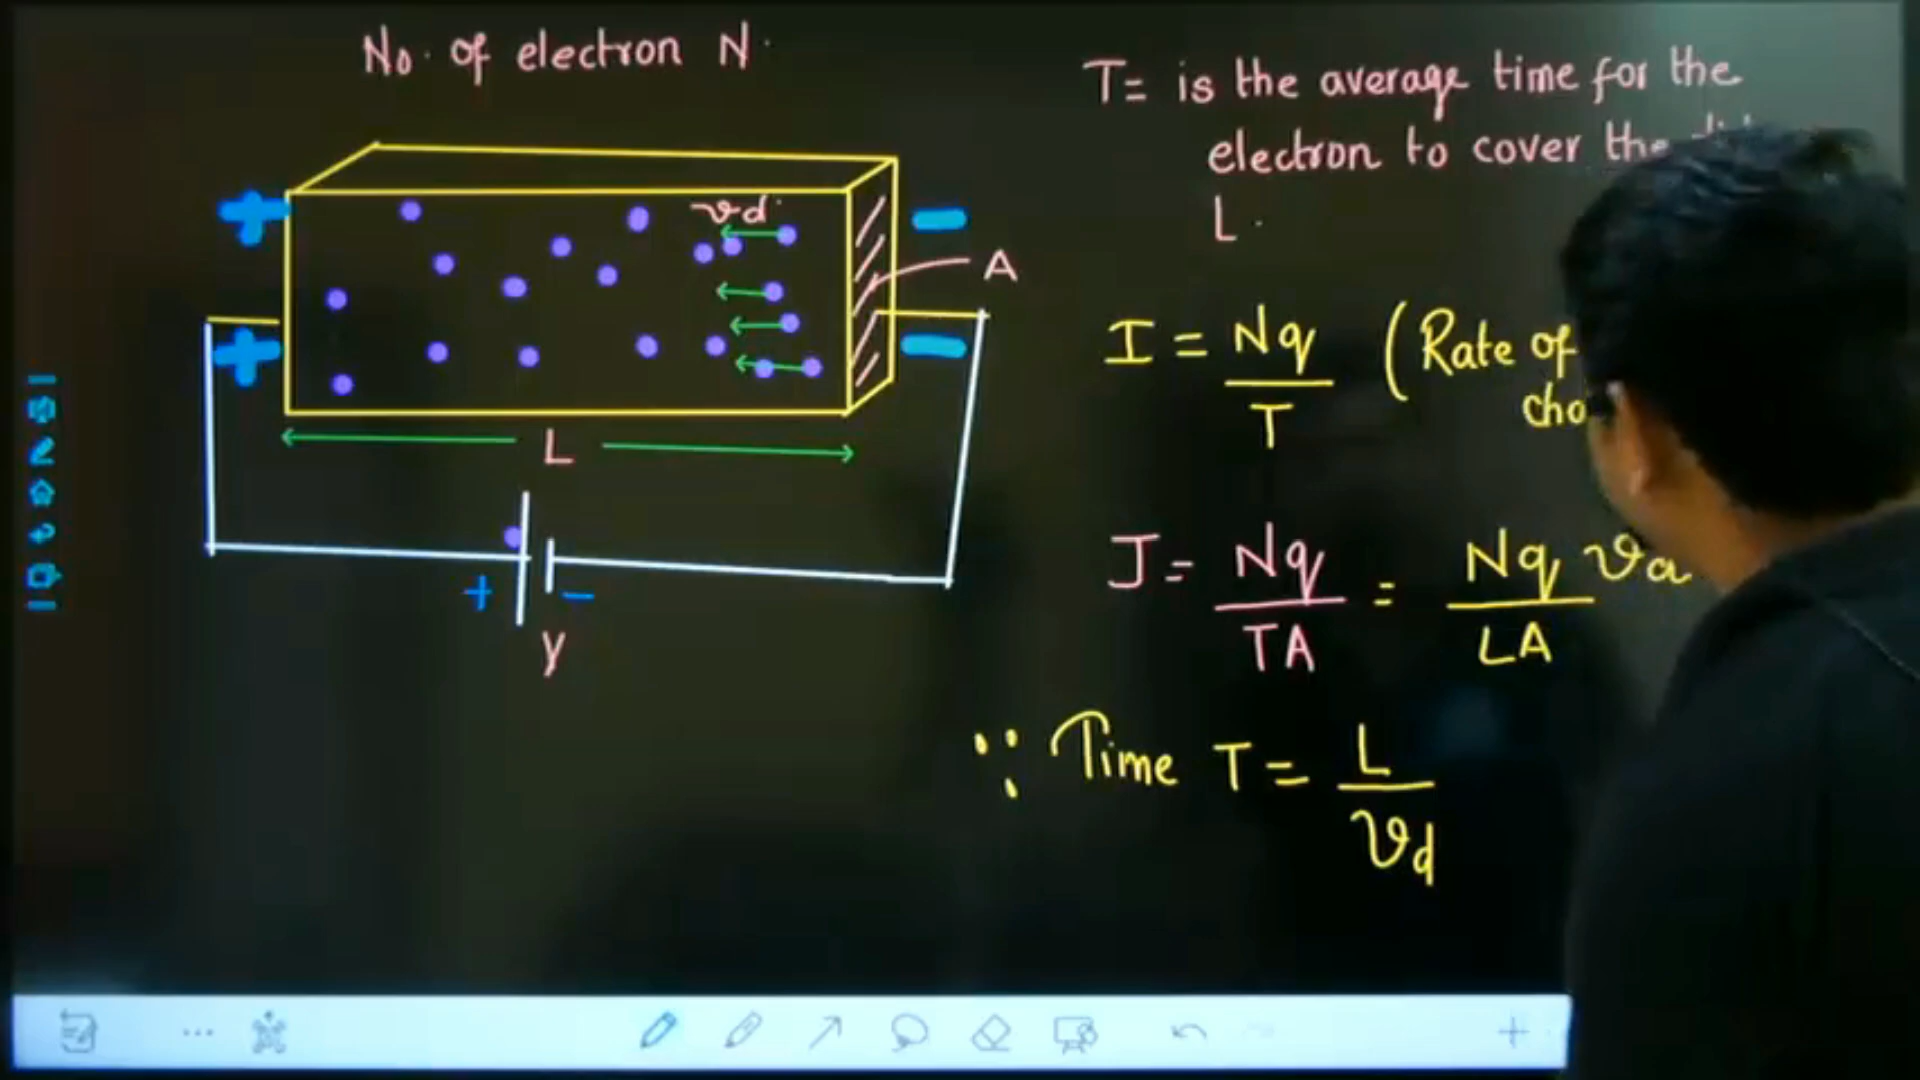 No. of electron N.
T= is the average time for the
electron to cover the
L.
+ −
vd
A
+ −
I = Nq/T (Rate of
L
J = Nq/TA = Nq vd/LA
+ −
V
∵ Time T = L/vd